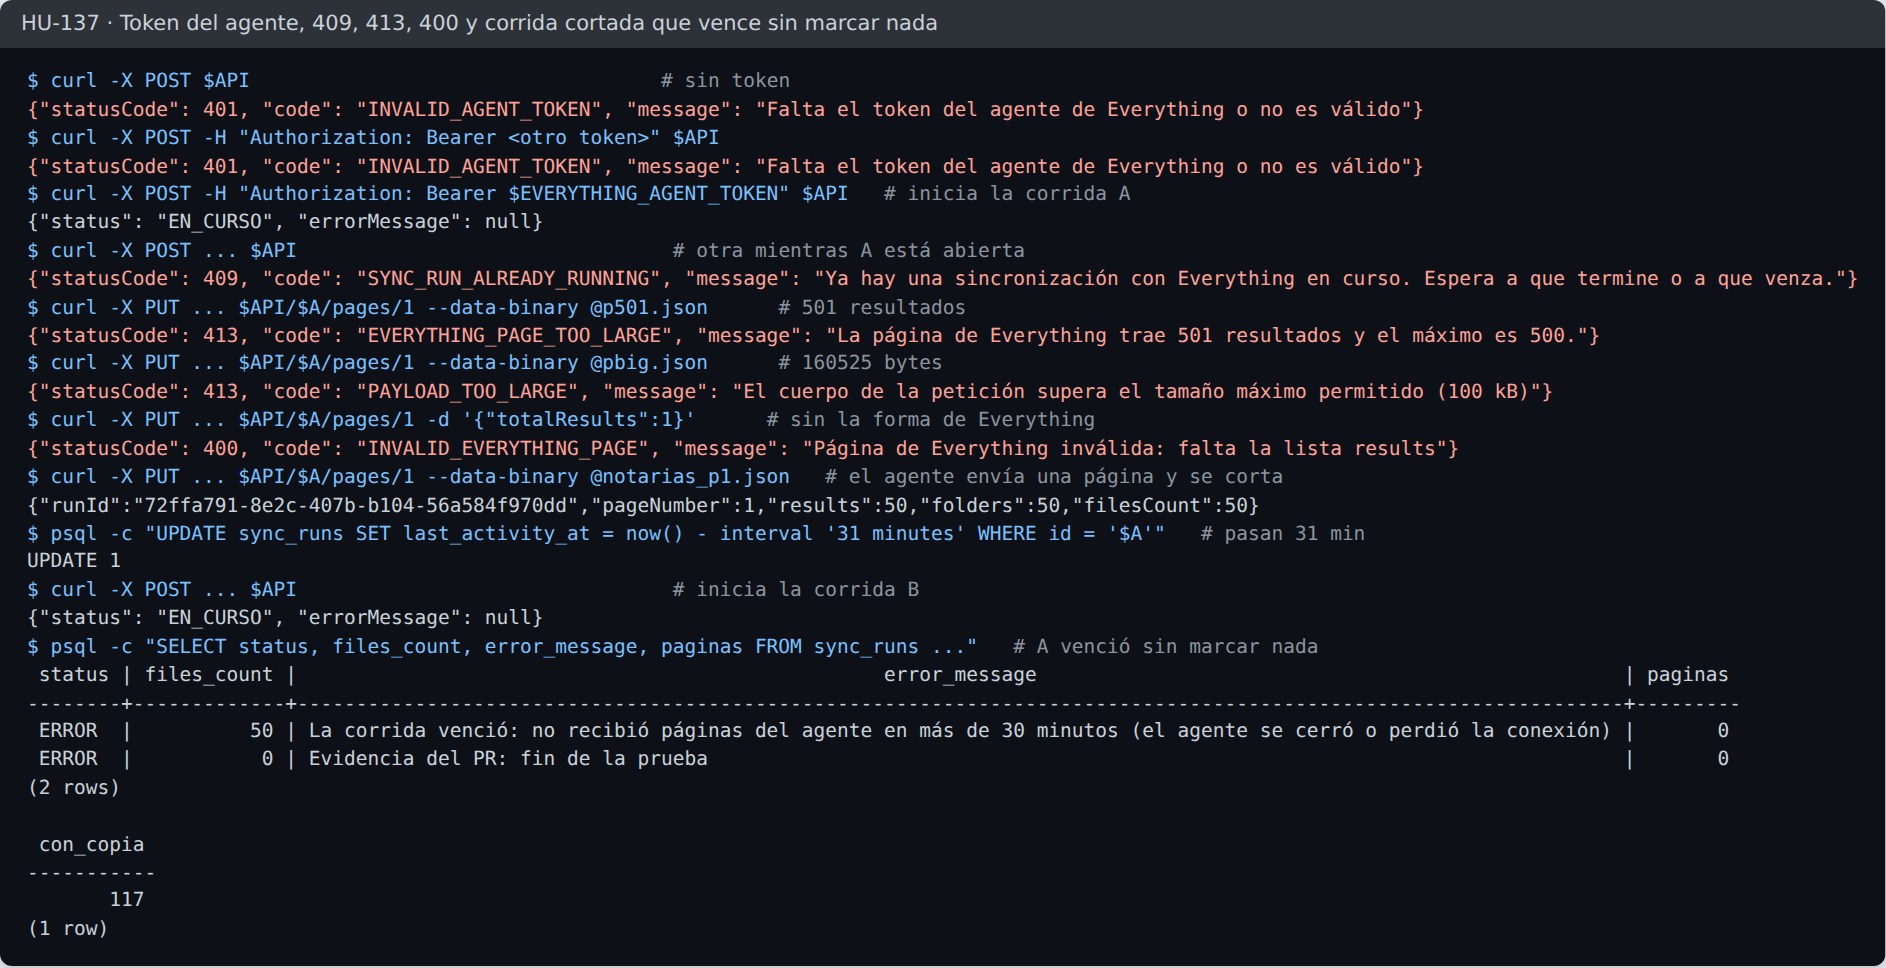 HU-137 · Token del agente, 409, 413, 400 y corrida cortada que vence sin marcar nada
$ curl -X POST $API                                   # sin token
{"statusCode": 401, "code": "INVALID_AGENT_TOKEN", "message": "Falta el token del agente de Everything o no es válido"}
$ curl -X POST -H "Authorization: Bearer <otro token>" $API
{"statusCode": 401, "code": "INVALID_AGENT_TOKEN", "message": "Falta el token del agente de Everything o no es válido"}
$ curl -X POST -H "Authorization: Bearer $EVERYTHING_AGENT_TOKEN" $API   # inicia la corrida A
{"status": "EN_CURSO", "errorMessage": null}
$ curl -X POST ... $API                                # otra mientras A está abierta
{"statusCode": 409, "code": "SYNC_RUN_ALREADY_RUNNING", "message": "Ya hay una sincronización con Everything en curso. Espera a que termine o a que venza."}
$ curl -X PUT ... $API/$A/pages/1 --data-binary @p501.json      # 501 resultados
{"statusCode": 413, "code": "EVERYTHING_PAGE_TOO_LARGE", "message": "La página de Everything trae 501 resultados y el máximo es 500."}
$ curl -X PUT ... $API/$A/pages/1 --data-binary @pbig.json      # 160525 bytes
{"statusCode": 413, "code": "PAYLOAD_TOO_LARGE", "message": "El cuerpo de la petición supera el tamaño máximo permitido (100 kB)"}
$ curl -X PUT ... $API/$A/pages/1 -d '{"totalResults":1}'      # sin la forma de Everything
{"statusCode": 400, "code": "INVALID_EVERYTHING_PAGE", "message": "Página de Everything inválida: falta la lista results"}
$ curl -X PUT ... $API/$A/pages/1 --data-binary @notarias_p1.json   # el agente envía una página y se corta
{"runId":"72ffa791-8e2c-407b-b104-56a584f970dd","pageNumber":1,"results":50,"folders":50,"filesCount":50}
$ psql -c "UPDATE sync_runs SET last_activity_at = now() - interval '31 minutes' WHERE id = '$A'"   # pasan 31 min
UPDATE 1
$ curl -X POST ... $API                                # inicia la corrida B
{"status": "EN_CURSO", "errorMessage": null}
$ psql -c "SELECT status, files_count, error_message, paginas FROM sync_runs ..."   # A venció sin marcar nada
 status | files_count |                                                  error_message                                                  | paginas
--------+-------------+-----------------------------------------------------------------------------------------------------------------+---------
 ERROR  |          50 | La corrida venció: no recibió páginas del agente en más de 30 minutos (el agente se cerró o perdió la conexión) |       0
 ERROR  |           0 | Evidencia del PR: fin de la prueba                                                                              |       0
(2 rows)
 con_copia
-----------
       117
(1 row)